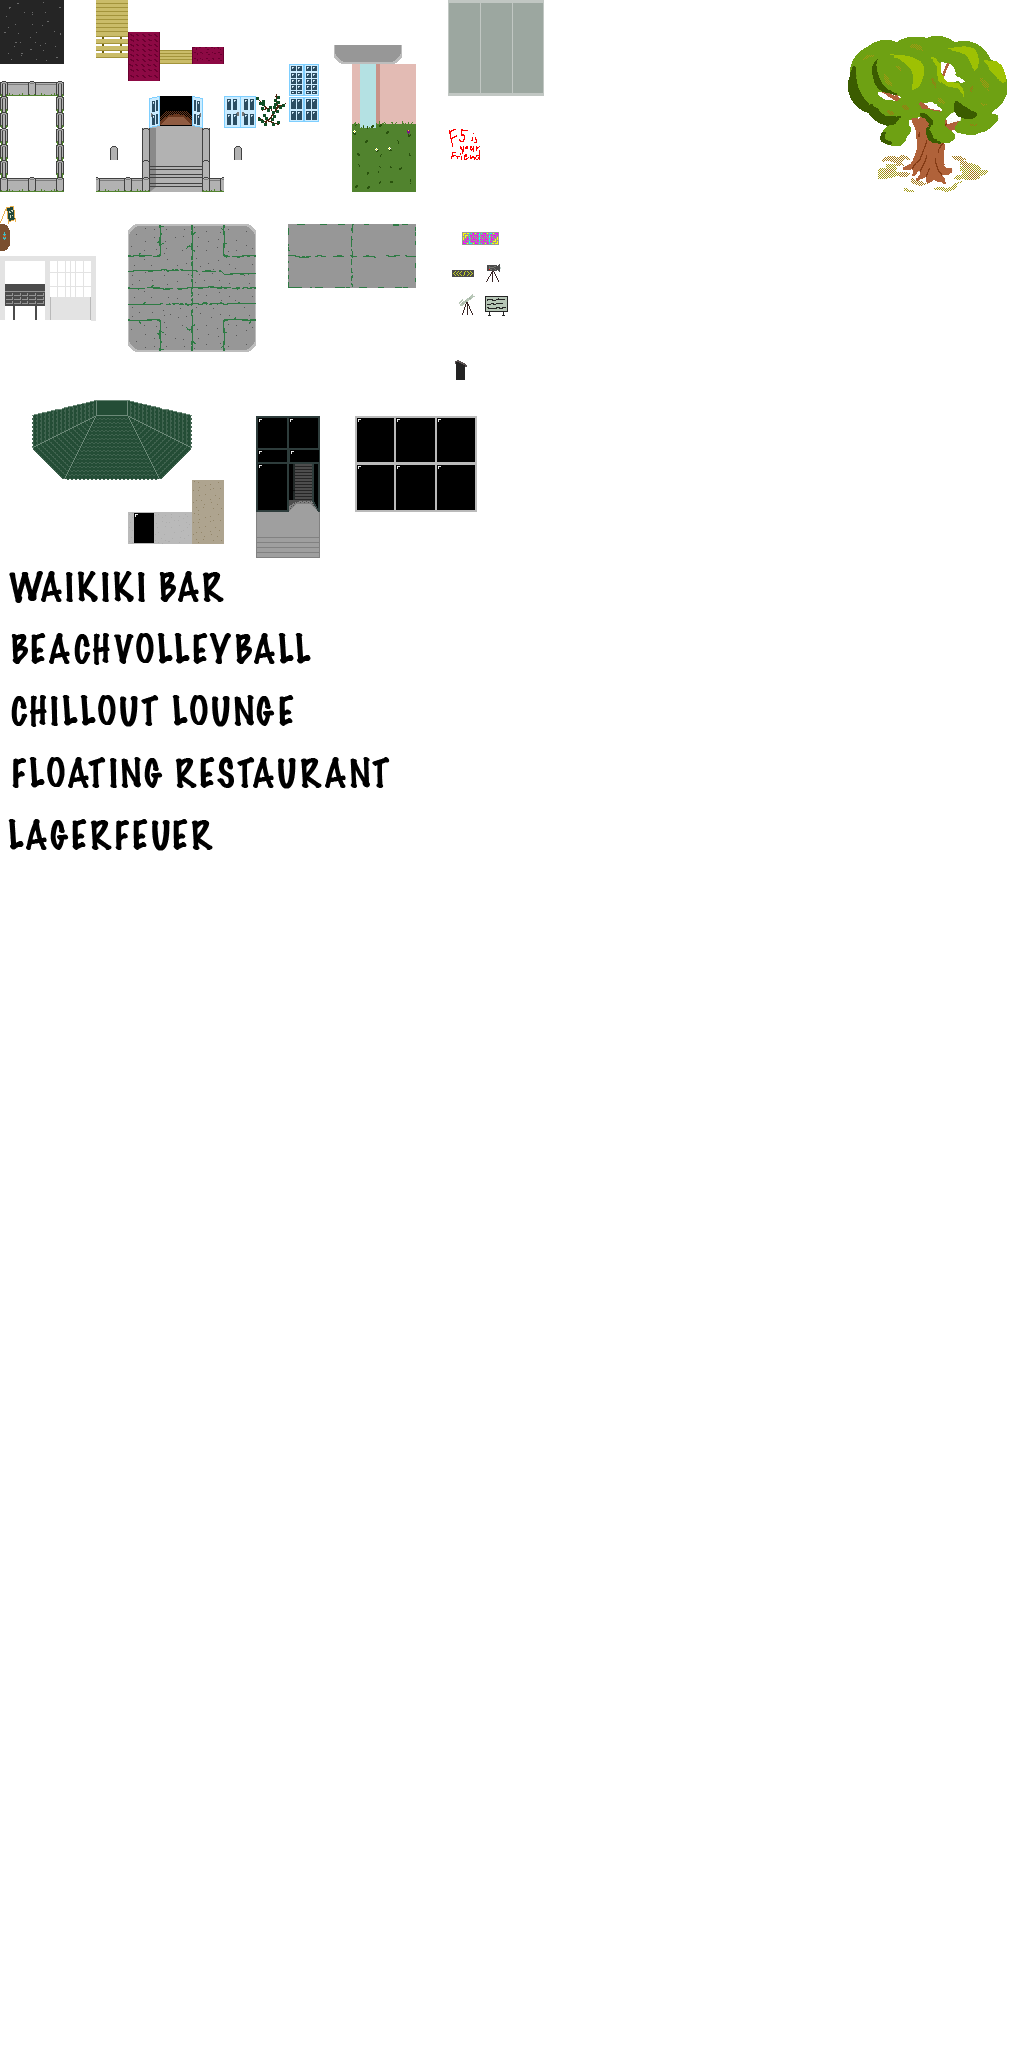 F5 is
your
Friend
WAIKIKI BAR
BEACHVOLLEYBALL
CHILLOUT LOUNGE
FLOATING RESTAURANT
LAGERFEUER